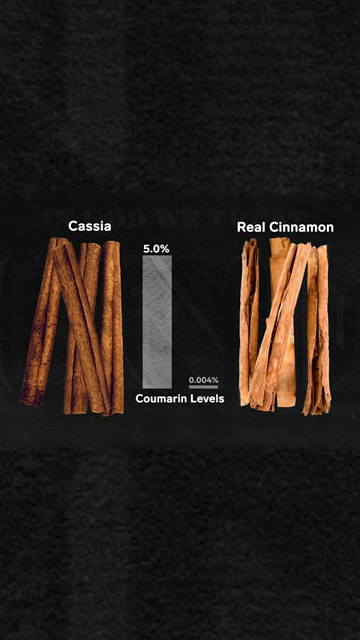 Cassia
Real Cinnamon
5.0%
0.004%
Coumarin Levels